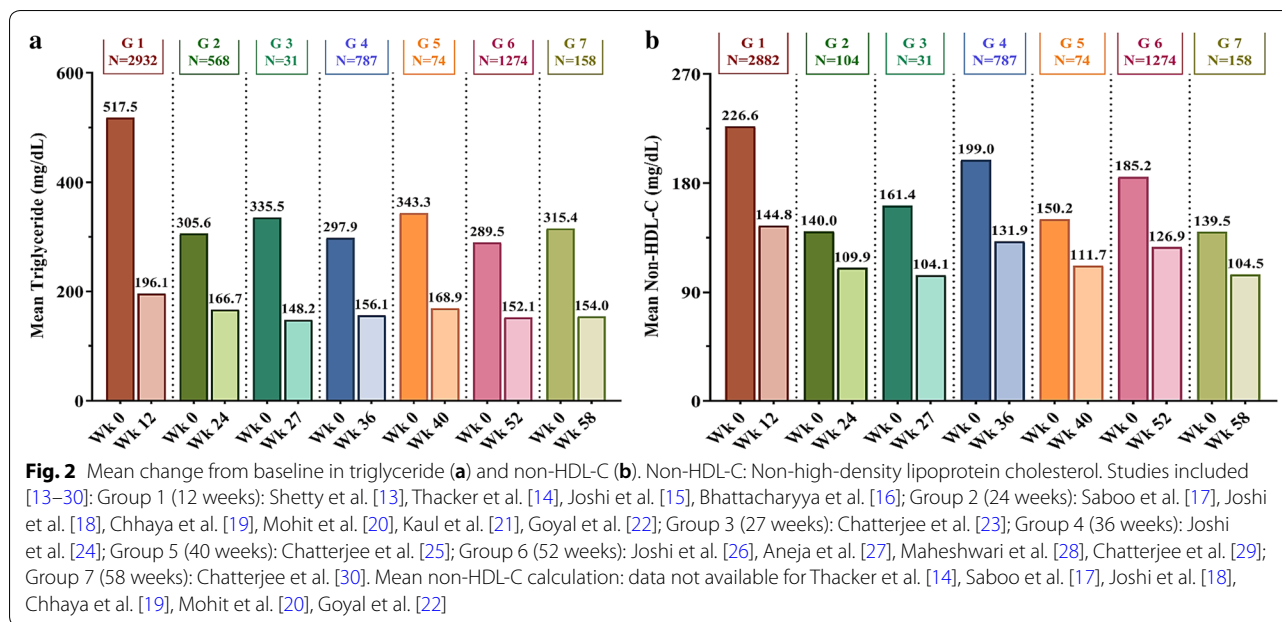 a
G 1 G 2 G 3 G 4 G 5 G 6 G 7
N=2932 N=568 N=31 N=787 N=74 N=1274 N=158
Mean Triglyceride (mg/dL)
600
400
200
0
517.5 196.1 305.6 166.7 335.5 148.2 297.9 156.1 343.3 168.9 289.5 152.1 315.4 154.0
Wk 0 Wk 12 Wk 0 Wk 24 Wk 0 Wk 27 Wk 0 Wk 36 Wk 0 Wk 40 Wk 0 Wk 52 Wk 0 Wk 58
b
G 1 G 2 G 3 G 4 G 5 G 6 G 7
N=2882 N=104 N=31 N=787 N=74 N=1274 N=158
Mean Non-HDL-C (mg/dL)
270
180
90
0
226.6 144.8 140.0 109.9 161.4 104.1 199.0 131.9 150.2 111.7 185.2 126.9 139.5 104.5
Wk 0 Wk 12 Wk 0 Wk 24 Wk 0 Wk 27 Wk 0 Wk 36 Wk 0 Wk 40 Wk 0 Wk 52 Wk 0 Wk 58
Fig. 2 Mean change from baseline in triglyceride (a) and non-HDL-C (b). Non-HDL-C: Non-high-density lipoprotein cholesterol. Studies included
[13–30]: Group 1 (12 weeks): Shetty et al. [13], Thacker et al. [14], Joshi et al. [15], Bhattacharyya et al. [16]; Group 2 (24 weeks): Saboo et al. [17], Joshi
et al. [18], Chhaya et al. [19], Mohit et al. [20], Kaul et al. [21], Goyal et al. [22]; Group 3 (27 weeks): Chatterjee et al. [23]; Group 4 (36 weeks): Joshi
et al. [24]; Group 5 (40 weeks): Chatterjee et al. [25]; Group 6 (52 weeks): Joshi et al. [26], Aneja et al. [27], Maheshwari et al. [28], Chatterjee et al. [29];
Group 7 (58 weeks): Chatterjee et al. [30]. Mean non-HDL-C calculation: data not available for Thacker et al. [14], Saboo et al. [17], Joshi et al. [18],
Chhaya et al. [19], Mohit et al. [20], Goyal et al. [22]